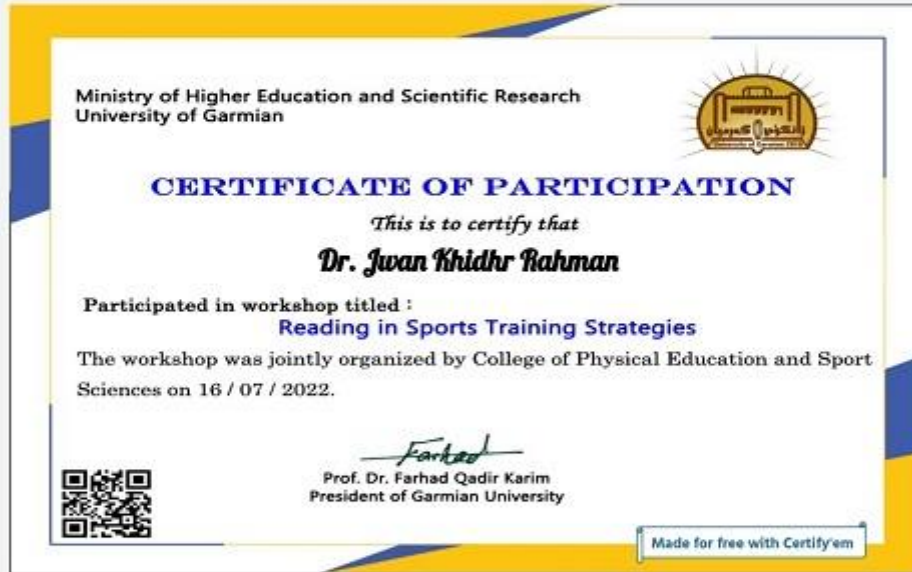 Ministry of Higher Education and Scientific Research
University of Garmian
زانكۆی گەرمیان
CERTIFICATE OF PARTICIPATION
This is to certify that
Dr. Jwan Khidhr Rahman
Participated in workshop titled :
Reading in Sports Training Strategies
The workshop was jointly organized by College of Physical Education and Sport
Sciences on 16 / 07 / 2022.
Farhad
Prof. Dr. Farhad Qadir Karim
President of Garmian University
Made for free with Certify'em